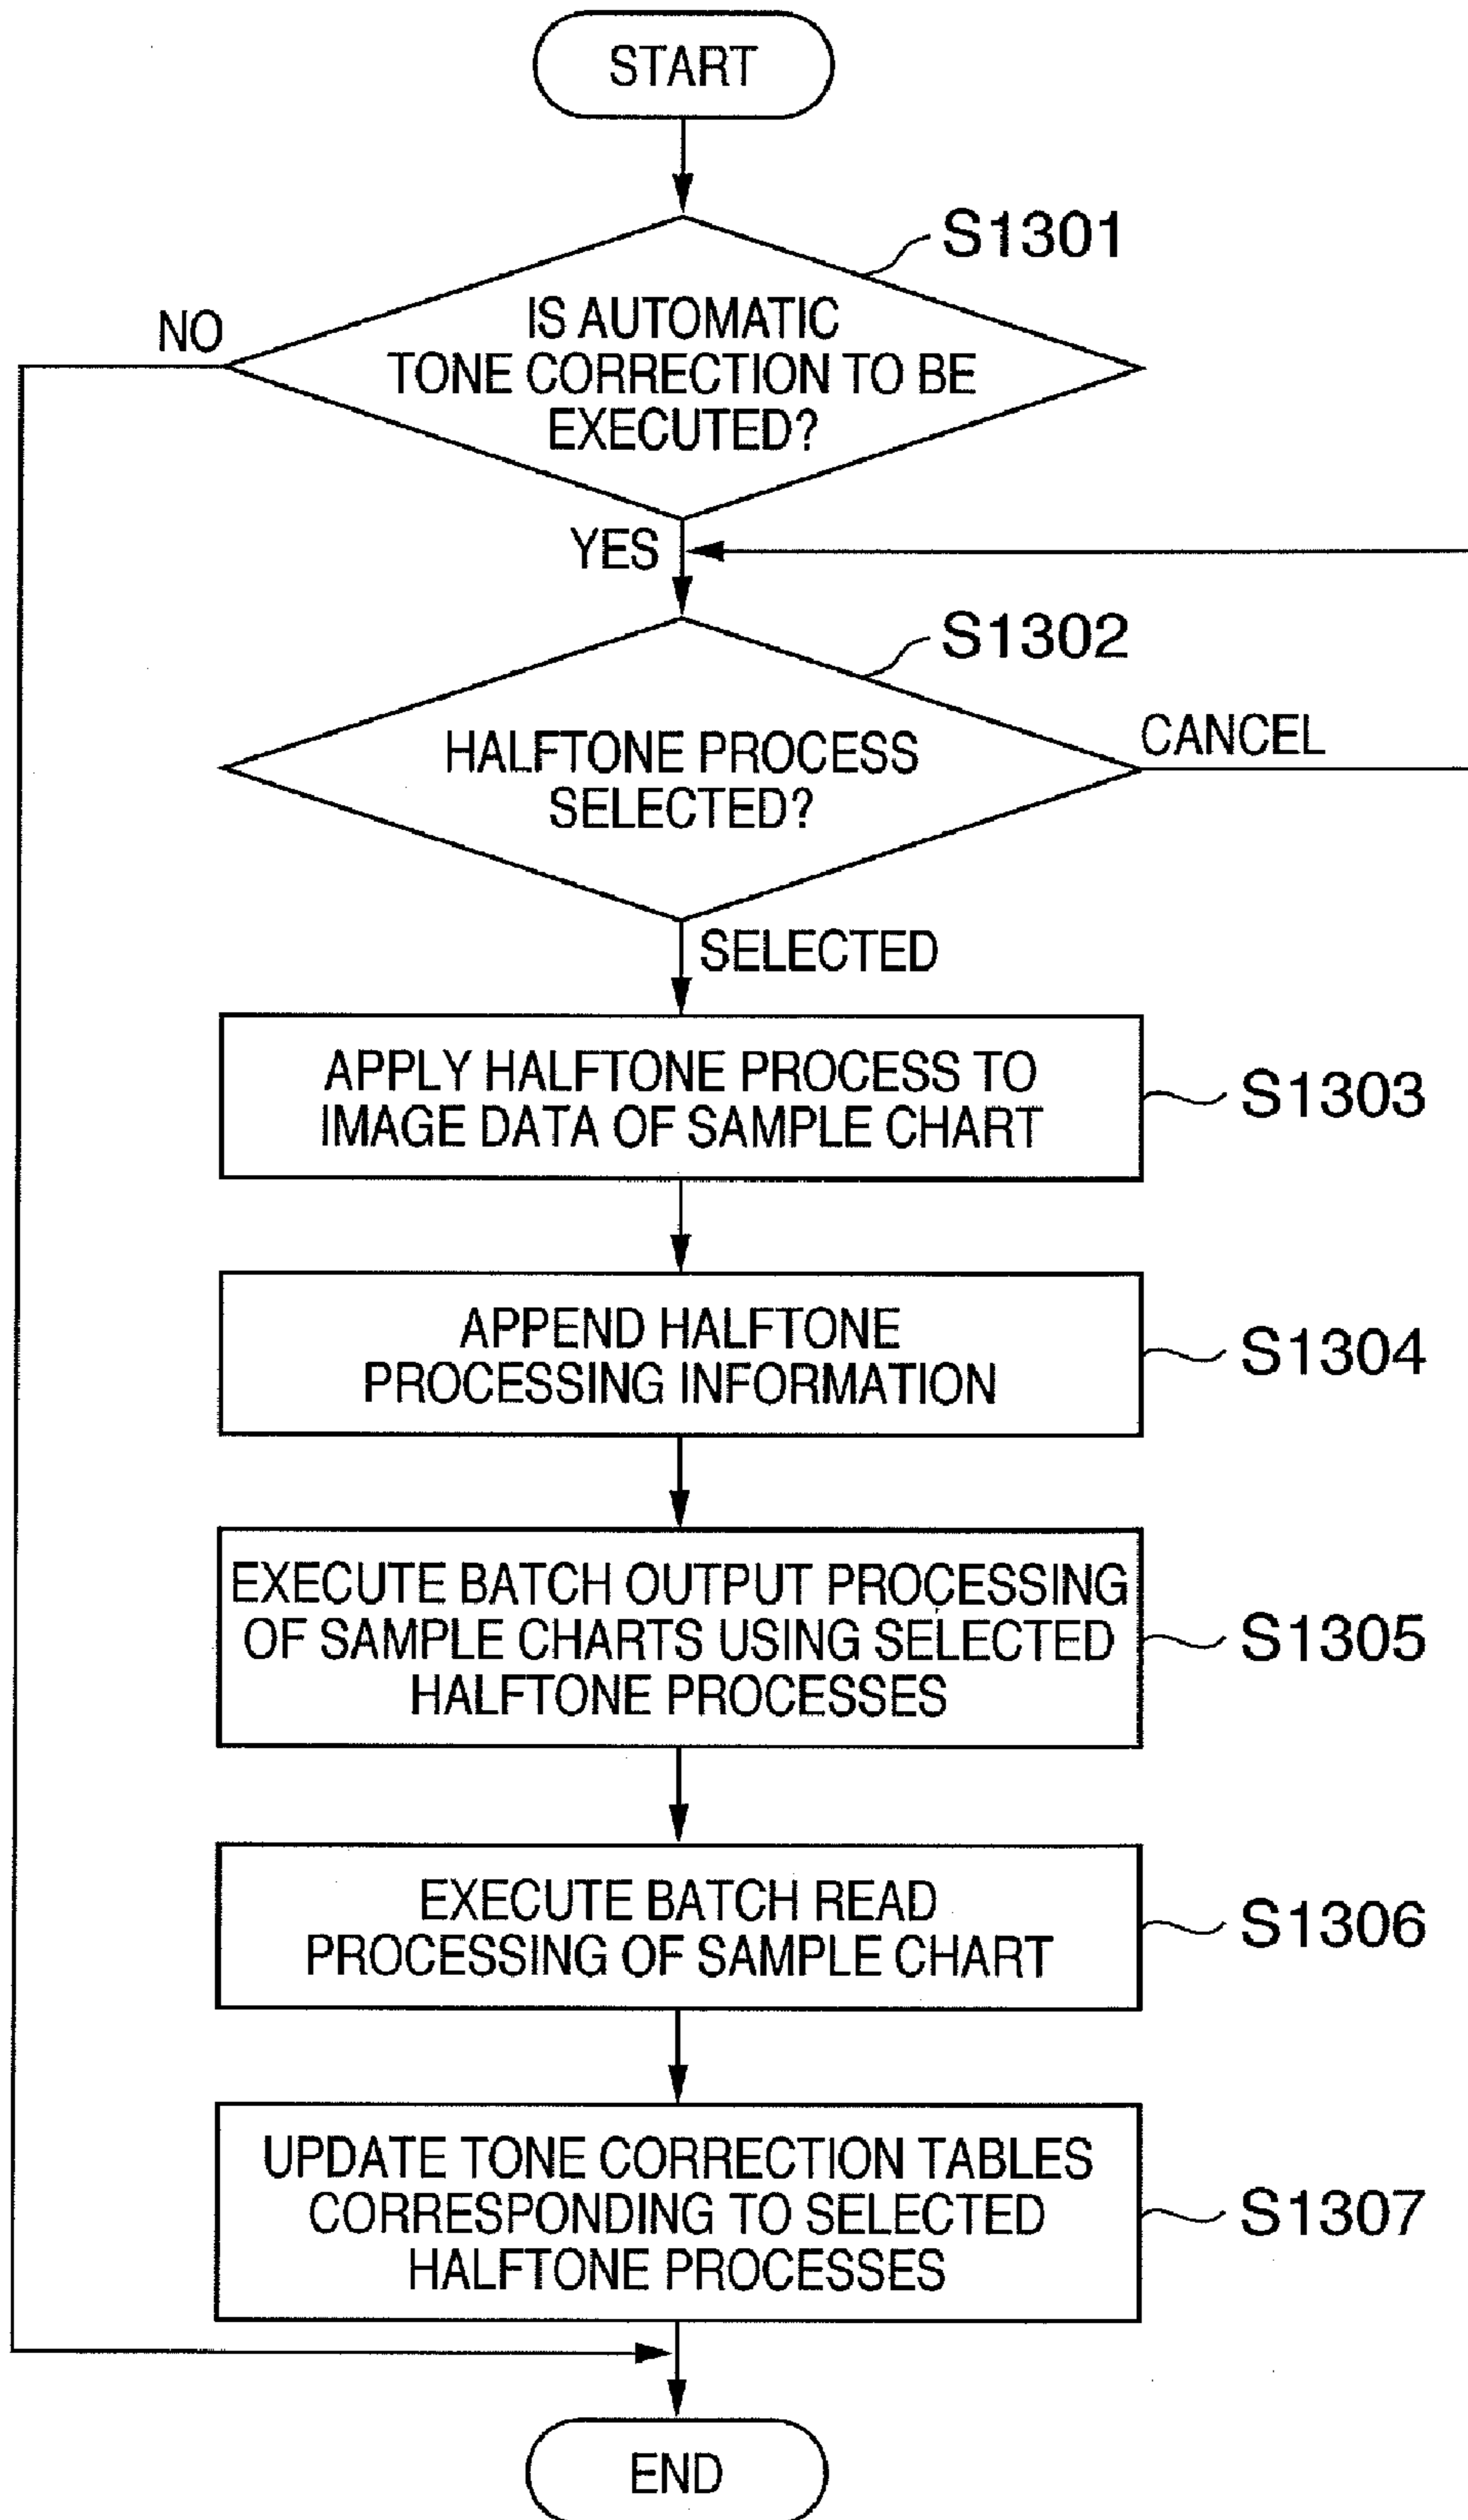 START
S1301
NO
IS AUTOMATIC
TONE CORRECTION TO BE
EXECUTED?
YES
S1302
CANCEL
HALFTONE PROCESS
SELECTED?
SELECTED
APPLY HALFTONE PROCESS TO
IMAGE DATA OF SAMPLE CHART
S1303
APPEND HALFTONE
PROCESSING INFORMATION
S1304
EXECUTE BATCH OUTPUT PROCESSING
OF SAMPLE CHARTS USING SELECTED
HALFTONE PROCESSES
S1305
EXECUTE BATCH READ
PROCESSING OF SAMPLE CHART
S1306
UPDATE TONE CORRECTION TABLES
CORRESPONDING TO SELECTED
HALFTONE PROCESSES
S1307
END